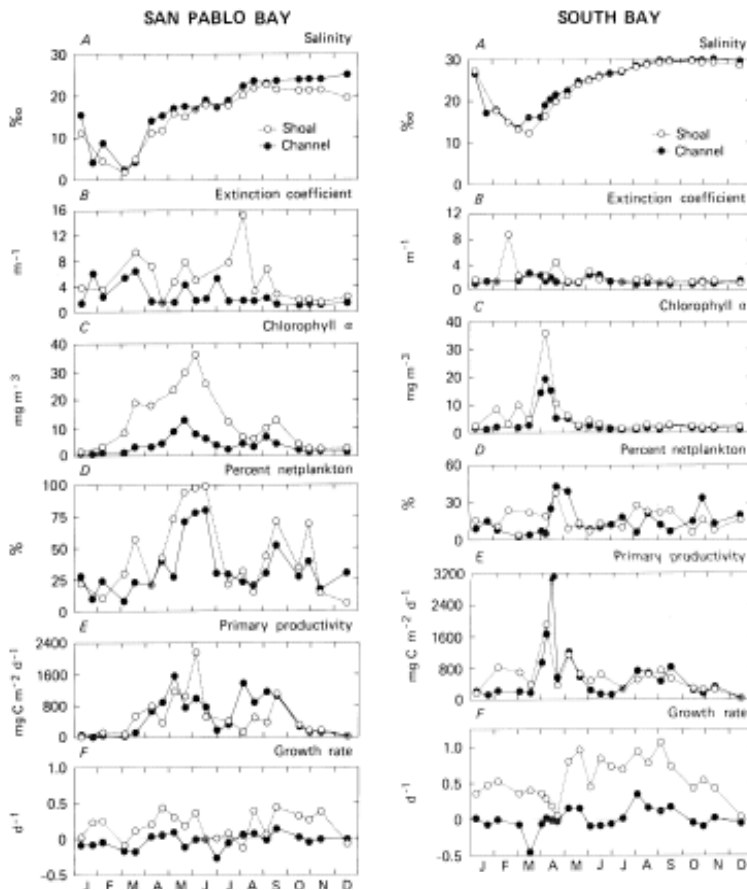 SAN PABLO BAY
A Salinity
30
20
10
0
‰
Shoal
Channel
B Extinction coefficient
16
12
8
4
0
m-1
C Chlorophyll α
40
30
20
10
0
mg m-3
D Percent netplankton
100
75
50
25
0
%
E Primary productivity
2400
1600
800
0
mg C m-2 d-1
F Growth rate
1.0
0.5
0
-0.5
d-1
J F M A M J J A S O N D
SOUTH BAY
A Salinity
30
20
10
0
‰
Shoal
Channel
B Extinction coefficient
12
8
4
0
m-1
C Chlorophyll α
40
30
20
10
0
mg m-3
D Percent netplankton
60
30
0
%
E Primary productivity
3200
2400
1600
800
0
mg C m-2 d-1
F Growth rate
1.0
0.5
0
-0.5
d-1
J F M A M J J A S O N D